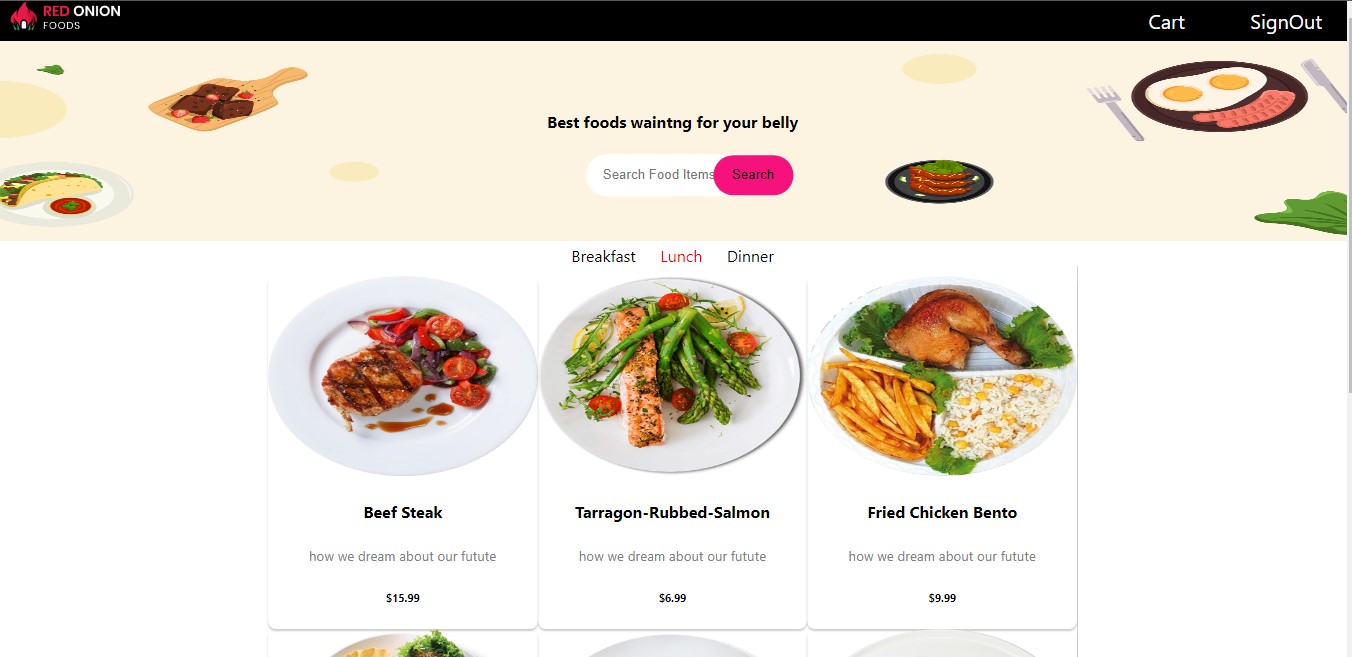 RED ONION
FOODS
Cart
SignOut
Best foods waintng for your belly
Search Food Items
Search
Breakfast
Lunch
Dinner
Beef Steak
Tarragon-Rubbed-Salmon
Fried Chicken Bento
how we dream about our futute
how we dream about our futute
how we dream about our futute
$15.99
$6.99
$9.99